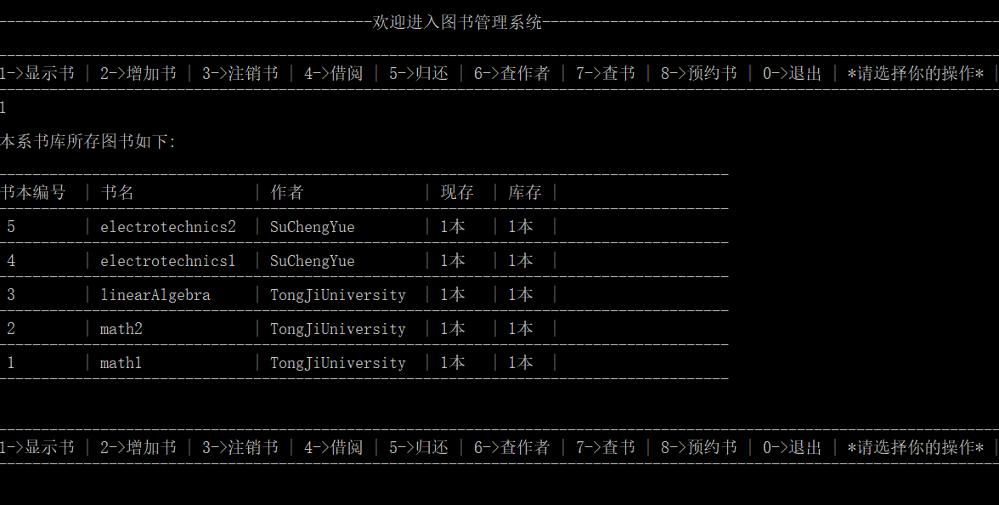 欢迎进入图书管理系统
1->显示书 | 2->增加书 | 3->注销书 | 4->借阅 | 5->归还 | 6->查作者 | 7->查书 | 8->预约书 | 0->退出 | *请选择你的操作* |
1
本系书库所存图书如下:
书本编号 | 书名 | 作者 | 现存 | 库存 |
5 | electrotechnics2 | SuChengYue | 1本 | 1本 |
4 | electrotechnics1 | SuChengYue | 1本 | 1本 |
3 | linearAlgebra | TongJiUniversity | 1本 | 1本 |
2 | math2 | TongJiUniversity | 1本 | 1本 |
1 | math1 | TongJiUniversity | 1本 | 1本 |
1->显示书 | 2->增加书 | 3->注销书 | 4->借阅 | 5->归还 | 6->查作者 | 7->查书 | 8->预约书 | 0->退出 | *请选择你的操作* |